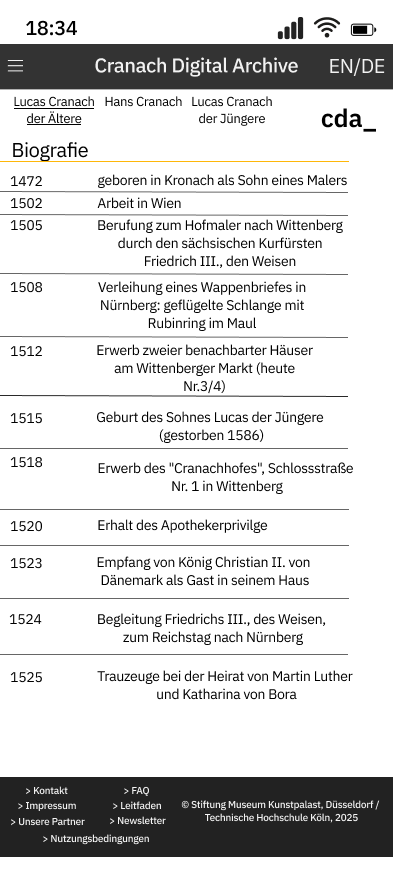 18:34
Cranach Digital Archive EN/DE
Lucas Cranach Hans Cranach Lucas Cranach
der Ältere der Jüngere
cda_
Biografie
1472 geboren in Kronach als Sohn eines Malers
1502 Arbeit in Wien
1505 Berufung zum Hofmaler nach Wittenberg
durch den sächsischen Kurfürsten
Friedrich III., den Weisen
1508 Verleihung eines Wappenbriefes in
Nürnberg: geflügelte Schlange mit
Rubinring im Maul
1512 Erwerb zweier benachbarter Häuser
am Wittenberger Markt (heute
Nr.3/4)
1515 Geburt des Sohnes Lucas der Jüngere
(gestorben 1586)
1518 Erwerb des "Cranachhofes", Schlossstraße
Nr. 1 in Wittenberg
1520 Erhalt des Apothekerprivilge
1523 Empfang von König Christian II. von
Dänemark als Gast in seinem Haus
1524 Begleitung Friedrichs III., des Weisen,
zum Reichstag nach Nürnberg
1525 Trauzeuge bei der Heirat von Martin Luther
und Katharina von Bora
> Kontakt > FAQ
> Impressum > Leitfaden
> Unsere Partner > Newsletter
> Nutzungsbedingungen
© Stiftung Museum Kunstpalast, Düsseldorf /
Technische Hochschule Köln, 2025